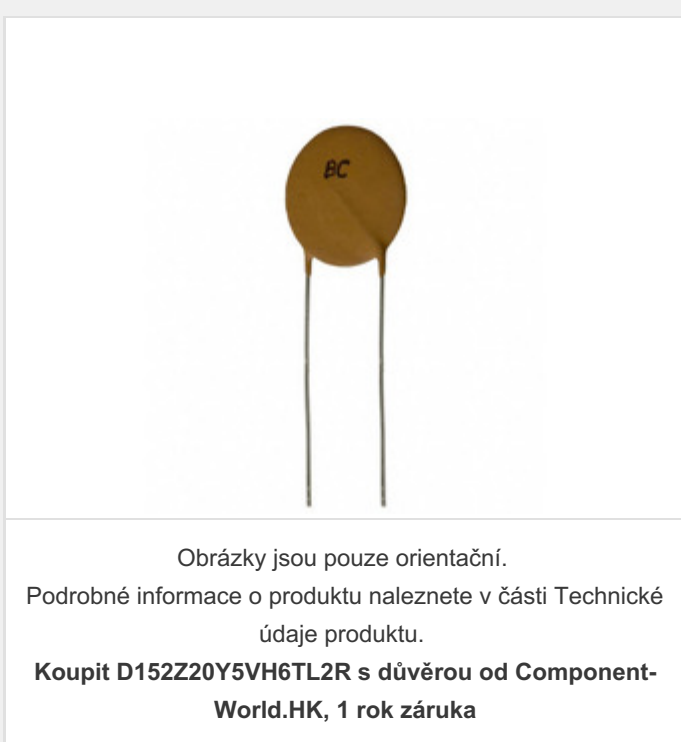 BC
Obrázky jsou pouze orientační.
Podrobné informace o produktu naleznete v části Technické
údaje produktu.
Koupit D152Z20Y5VH6TL2R s důvěrou od Component-
World.HK, 1 rok záruka